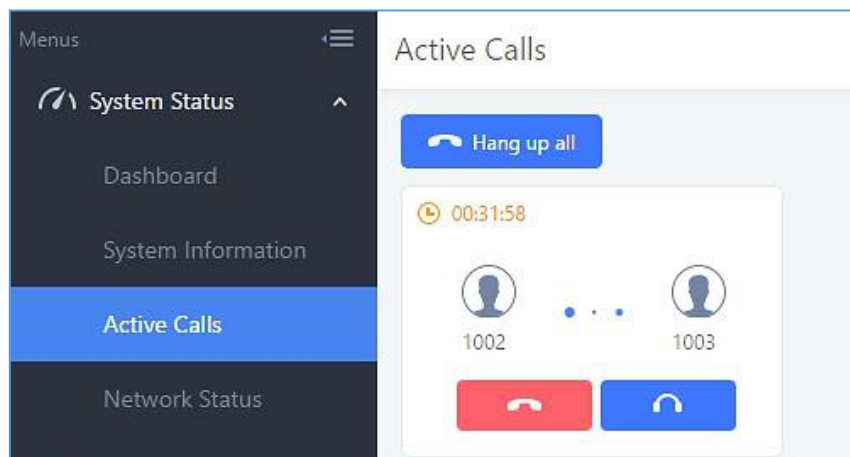 Menus
System Status
Dashboard
System Information
Active Calls
Network Status
Active Calls
Hang up all
00:31:58
1002
1003